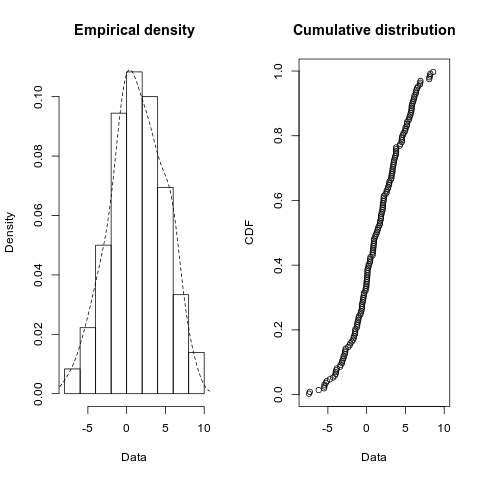 Empirical density
Density
0.00
0.02
0.04
0.06
0.08
0.10
-5 0 5 10
Data
Cumulative distribution
CDF
0.0
0.2
0.4
0.6
0.8
1.0
-5 0 5 10
Data